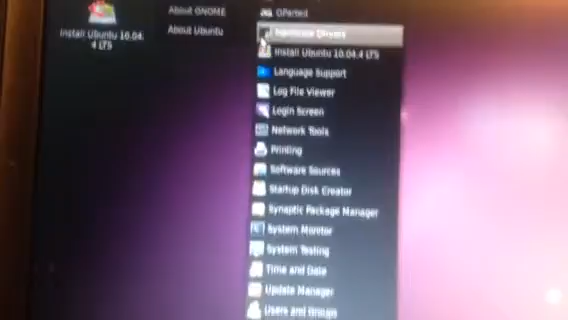 Install Ubuntu 10.04.
4 LTS
About GNOME
About Ubuntu
GParted
Hardware Drivers
Install Ubuntu 10.04.4 LTS
Language Support
Log File Viewer
Login Screen
Network Tools
Printing
Software Sources
Startup Disk Creator
Synaptic Package Manager
System Monitor
System Testing
Time and Date
Update Manager
Users and Groups